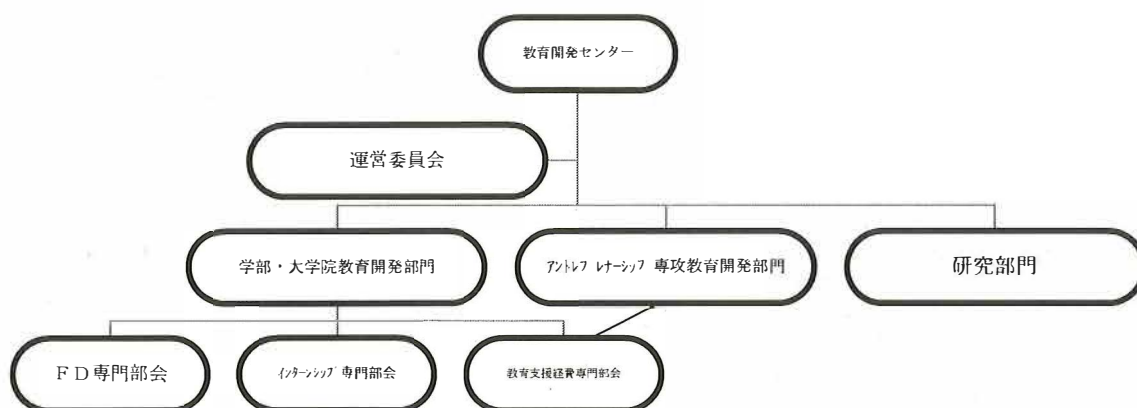 教育開発センター
運営委員会
学部・大学院教育開発部門
アントレフ レナーシップ 専攻教育開発部門
研究部門
ＦＤ専門部会
インターンシップ 専門部会
教育支援経費専門部会